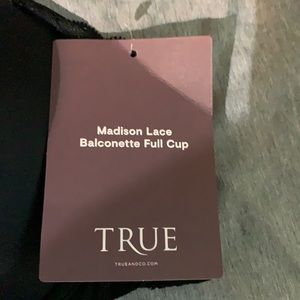 Madison Lace
Balconette Full Cup
TRUE
TRUEANDCO.COM